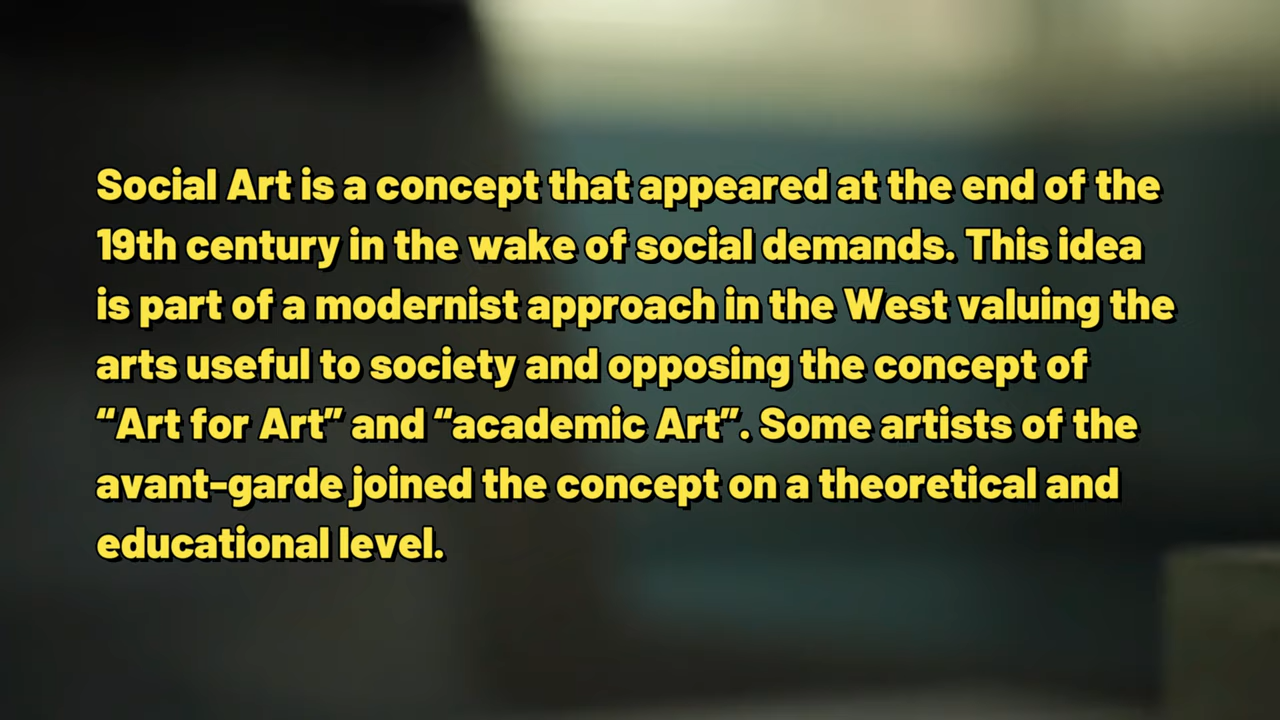 Social Art is a concept that appeared at the end of the
19th century in the wake of social demands. This idea
is part of a modernist approach in the West valuing the
arts useful to society and opposing the concept of
“Art for Art” and “academic Art”. Some artists of the
avant-garde joined the concept on a theoretical and
educational level.